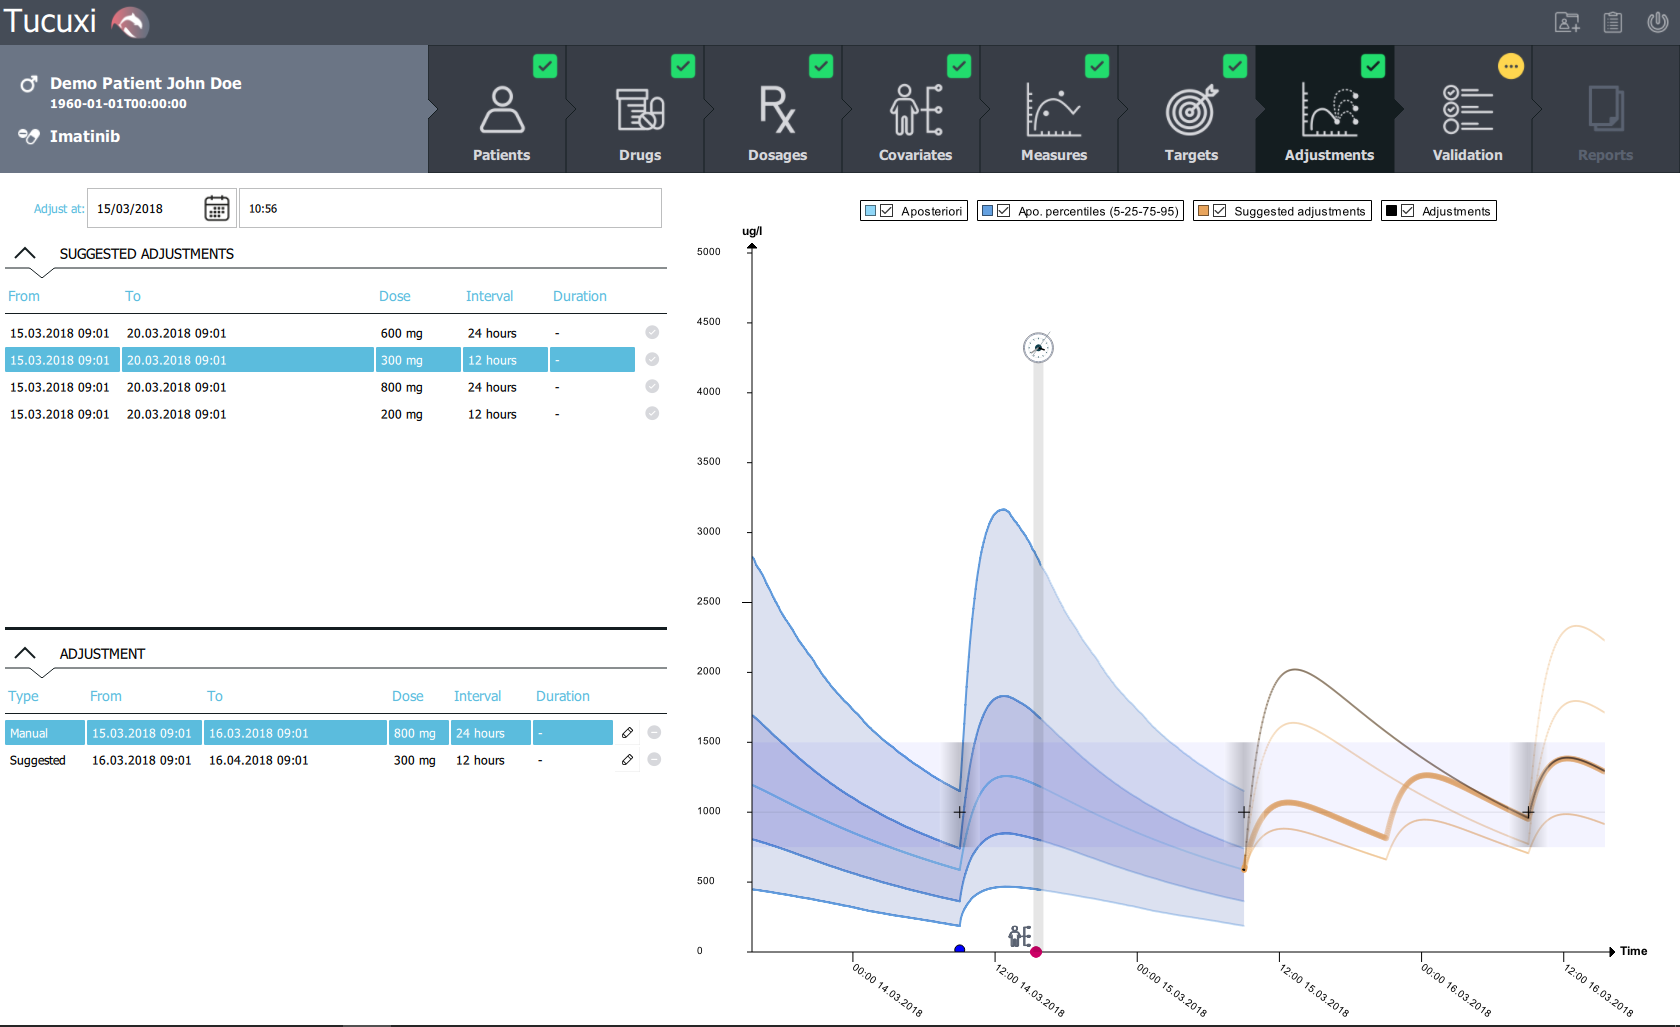 Tucuxi
Demo Patient John Doe
1960-01-01T00:00:00
Imatinib
Patients
Drugs
Rx
Dosages
Covariates
Measures
Targets
Adjustments
Validation
Reports
Adjust at: 15/03/2018 10:56
SUGGESTED ADJUSTMENTS
From To Dose Interval Duration
15.03.2018 09:01 20.03.2018 09:01 600 mg 24 hours -
15.03.2018 09:01 20.03.2018 09:01 300 mg 12 hours -
15.03.2018 09:01 20.03.2018 09:01 800 mg 24 hours -
15.03.2018 09:01 20.03.2018 09:01 200 mg 12 hours -
ADJUSTMENT
Type From To Dose Interval Duration
Manual 15.03.2018 09:01 16.03.2018 09:01 800 mg 24 hours -
Suggested 16.03.2018 09:01 16.04.2018 09:01 300 mg 12 hours -
Aposteriori
Apo. percentiles (5-25-75-95)
Suggested adjustments
Adjustments
ug/l
5000
4500
4000
3500
3000
2500
2000
1500
1000
500
0
Time
00:00 14.03.2018
12:00 14.03.2018
00:00 15.03.2018
12:00 15.03.2018
00:00 16.03.2018
12:00 16.03.2018